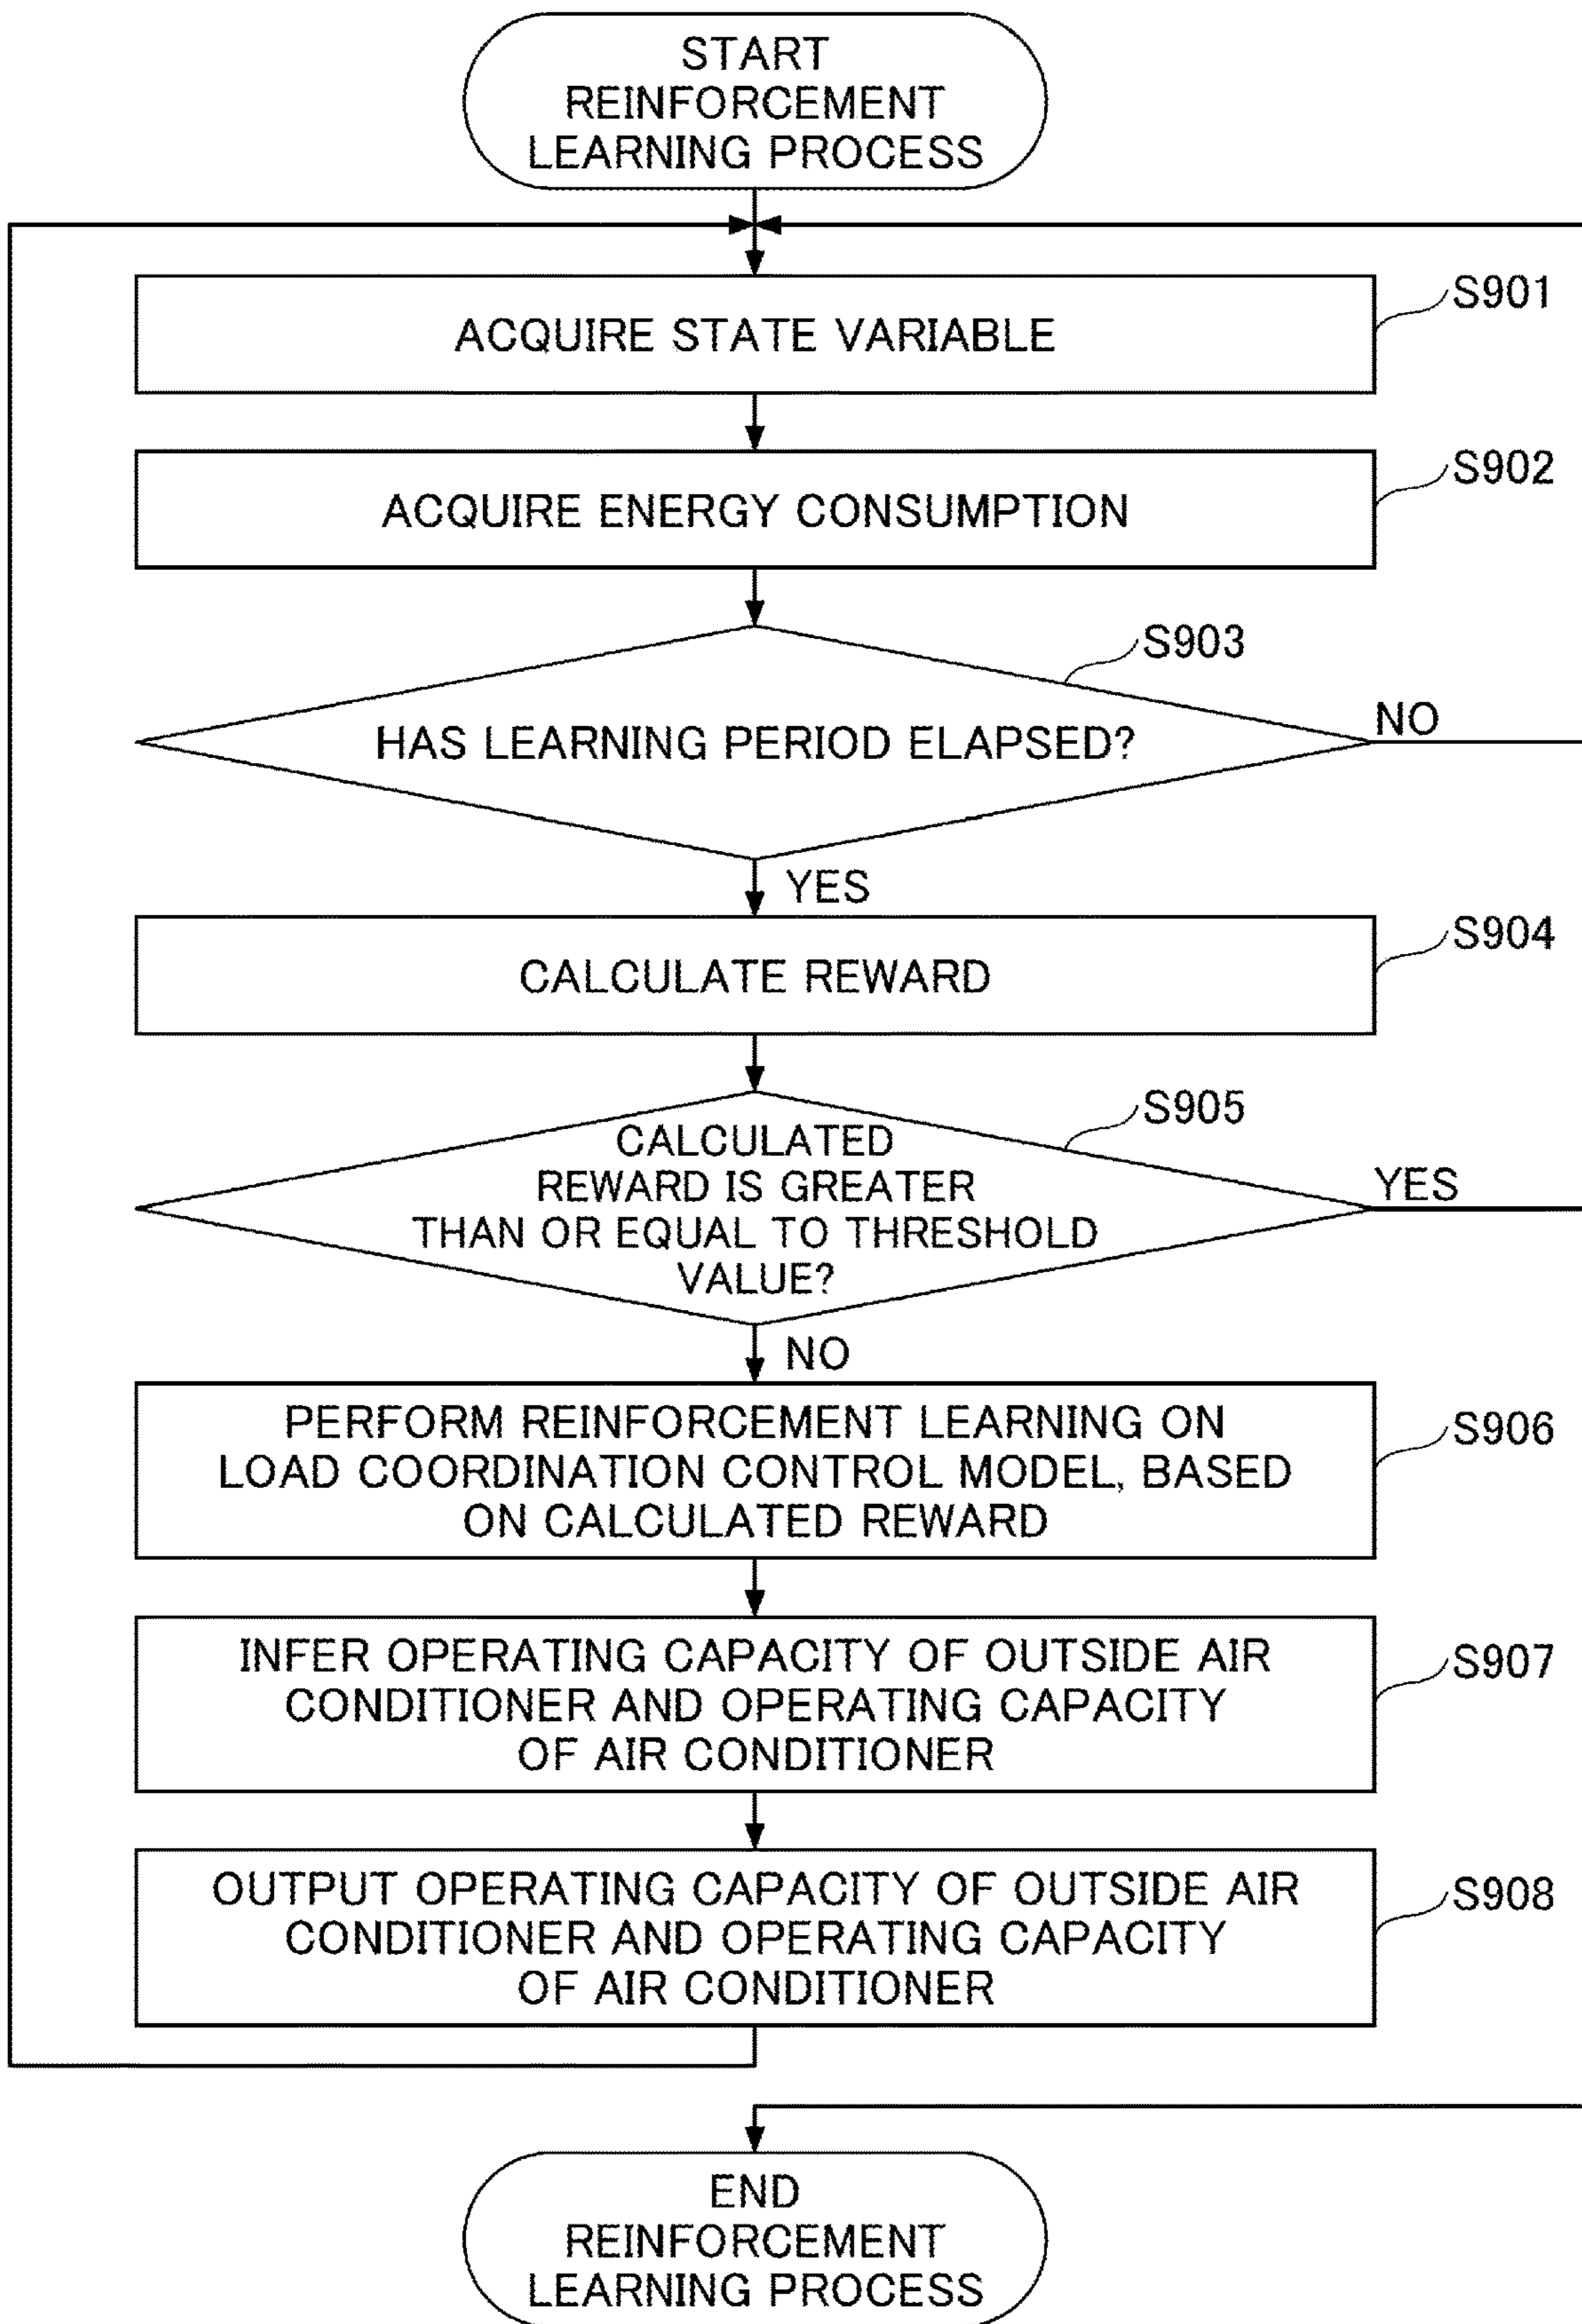 START
REINFORCEMENT
LEARNING PROCESS
S901
ACQUIRE STATE VARIABLE
S902
ACQUIRE ENERGY CONSUMPTION
S903
HAS LEARNING PERIOD ELAPSED?
NO
YES
S904
CALCULATE REWARD
S905
CALCULATED
REWARD IS GREATER
THAN OR EQUAL TO THRESHOLD
VALUE?
YES
NO
S906
PERFORM REINFORCEMENT LEARNING ON
LOAD COORDINATION CONTROL MODEL, BASED
ON CALCULATED REWARD
S907
INFER OPERATING CAPACITY OF OUTSIDE AIR
CONDITIONER AND OPERATING CAPACITY
OF AIR CONDITIONER
S908
OUTPUT OPERATING CAPACITY OF OUTSIDE AIR
CONDITIONER AND OPERATING CAPACITY
OF AIR CONDITIONER
END
REINFORCEMENT
LEARNING PROCESS